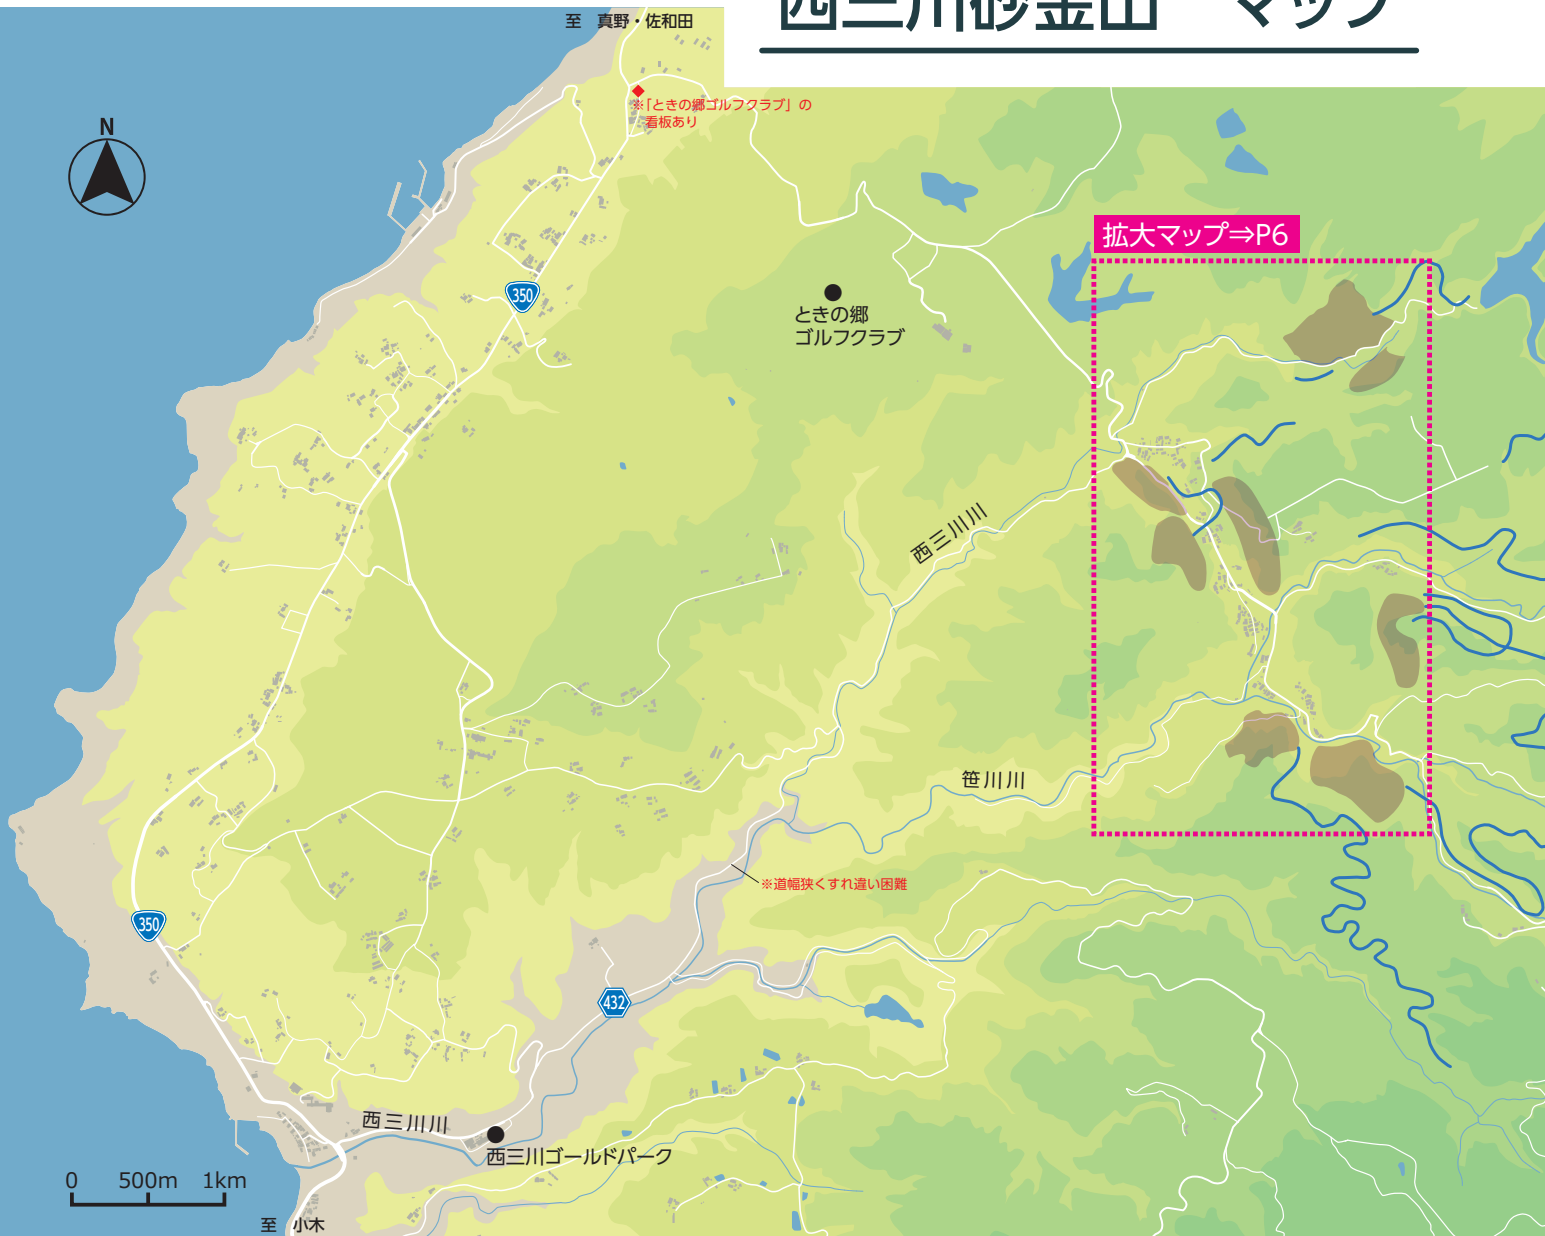 西三川砂金山 マップ
至 真野・佐和田
※「ときの郷ゴルフクラブ」の
看板あり
N
拡大マップ⇒P6
350
ときの郷
ゴルフクラブ
西三川川
笹川川
※道幅狭くすれ違い困難
350
432
西三川川
西三川ゴールドパーク
0 500m 1km
至 小木